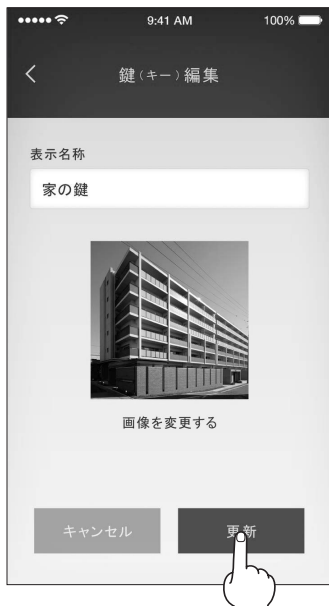 9:41 AM 100%
鍵（キー）編集
表示名称
家の鍵
画像を変更する
キャンセル 更新